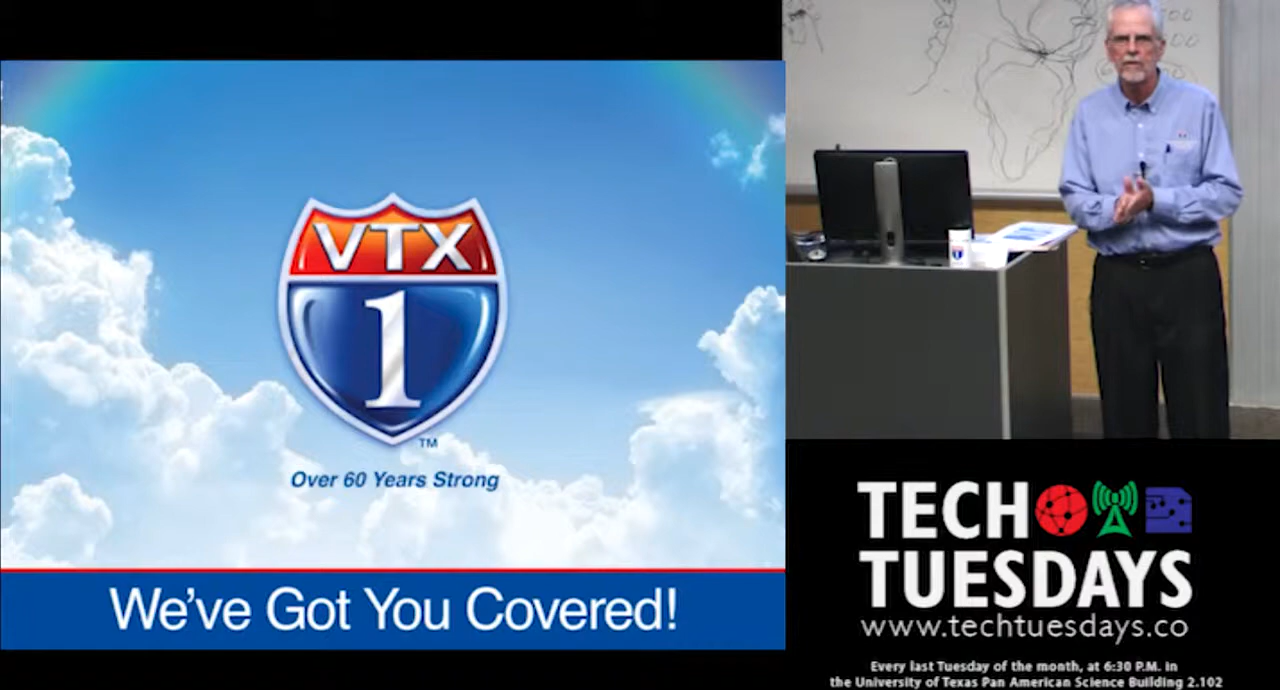 VTX
1
TM
Over 60 Years Strong
We've Got You Covered!
TECH
TUESDAYS
www.techtuesdays.co
Every last Tuesday of the month, at 6:30 P.M. in
the University of Texas Pan American Science Building 2.102